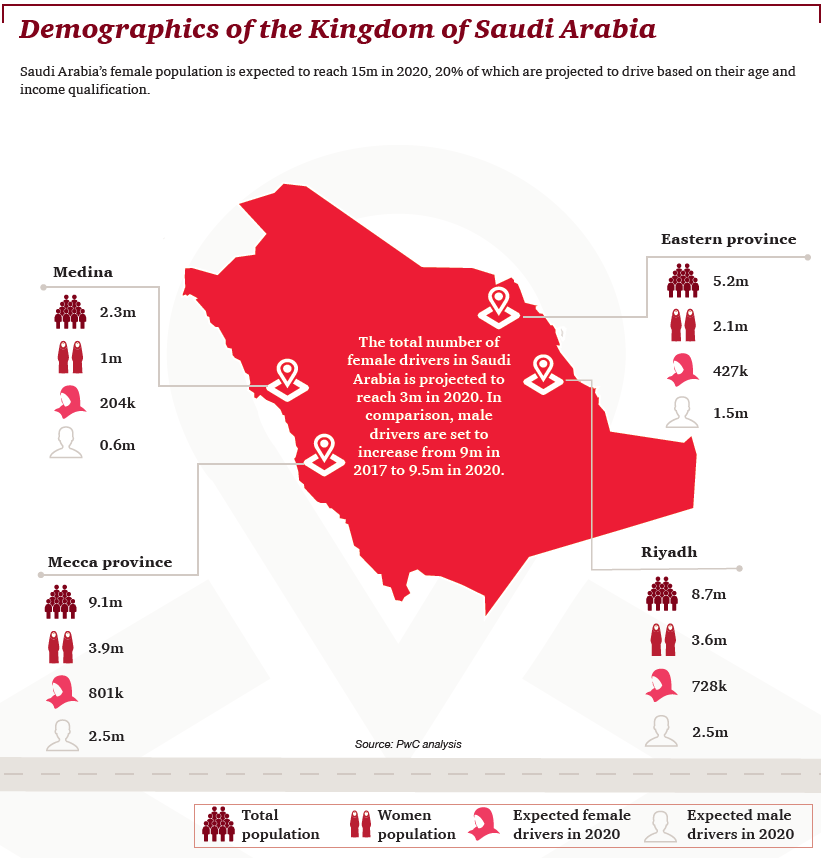 Demographics of the Kingdom of Saudi Arabia
Saudi Arabia's female population is expected to reach 15m in 2020, 20% of which are projected to drive based on their age and
income qualification.
Medina
2.3m
1m
204k
0.6m
Eastern province
5.2m
2.1m
427k
1.5m
The total number of
female drivers in Saudi
Arabia is projected to
reach 3m in 2020. In
comparison, male
drivers are set to
increase from 9m in
2017 to 9.5m in 2020.
Mecca province
9.1m
3.9m
801k
2.5m
Riyadh
8.7m
3.6m
728k
2.5m
Source: PwC analysis
Total
population
Women
population
Expected female
drivers in 2020
Expected male
drivers in 2020